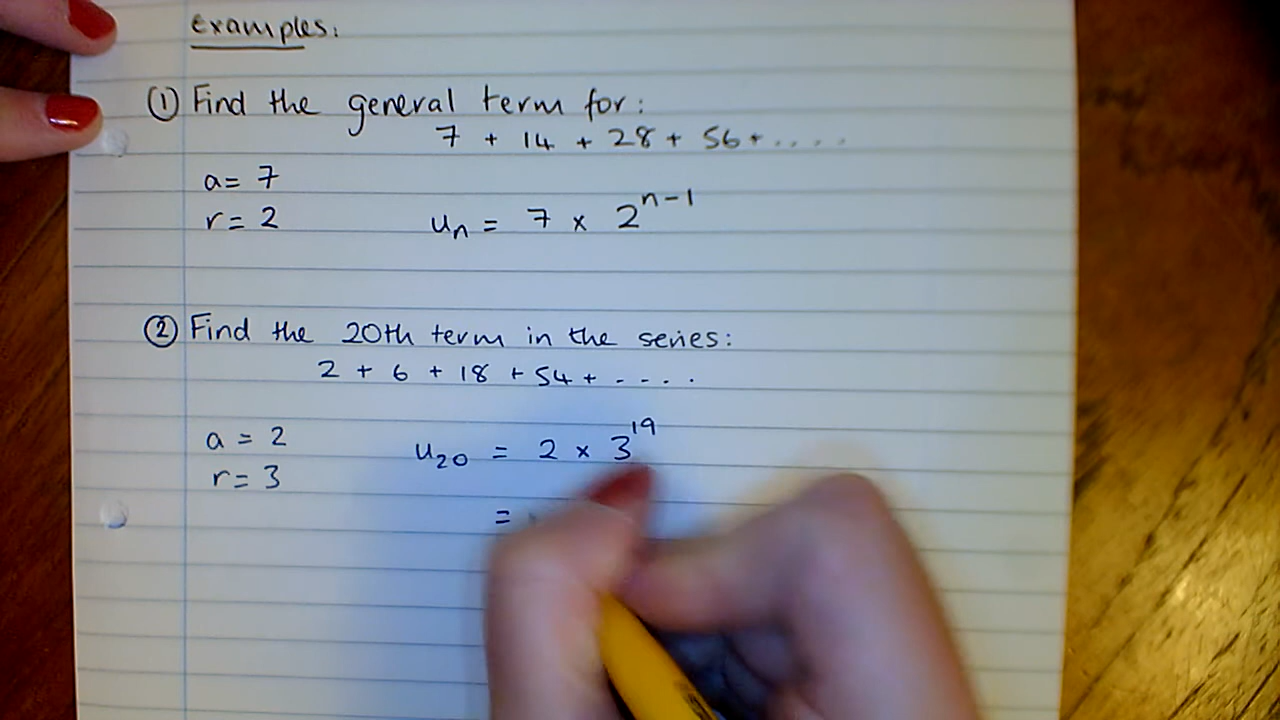 examples:
① Find the general term for:
7 + 14 + 28 + 56 + ....
a = 7
r = 2
uₙ = 7 × 2ⁿ⁻¹
② Find the 20th term in the series:
2 + 6 + 18 + 54 + ....
a = 2
r = 3
u₂₀ = 2 × 3¹⁹
=